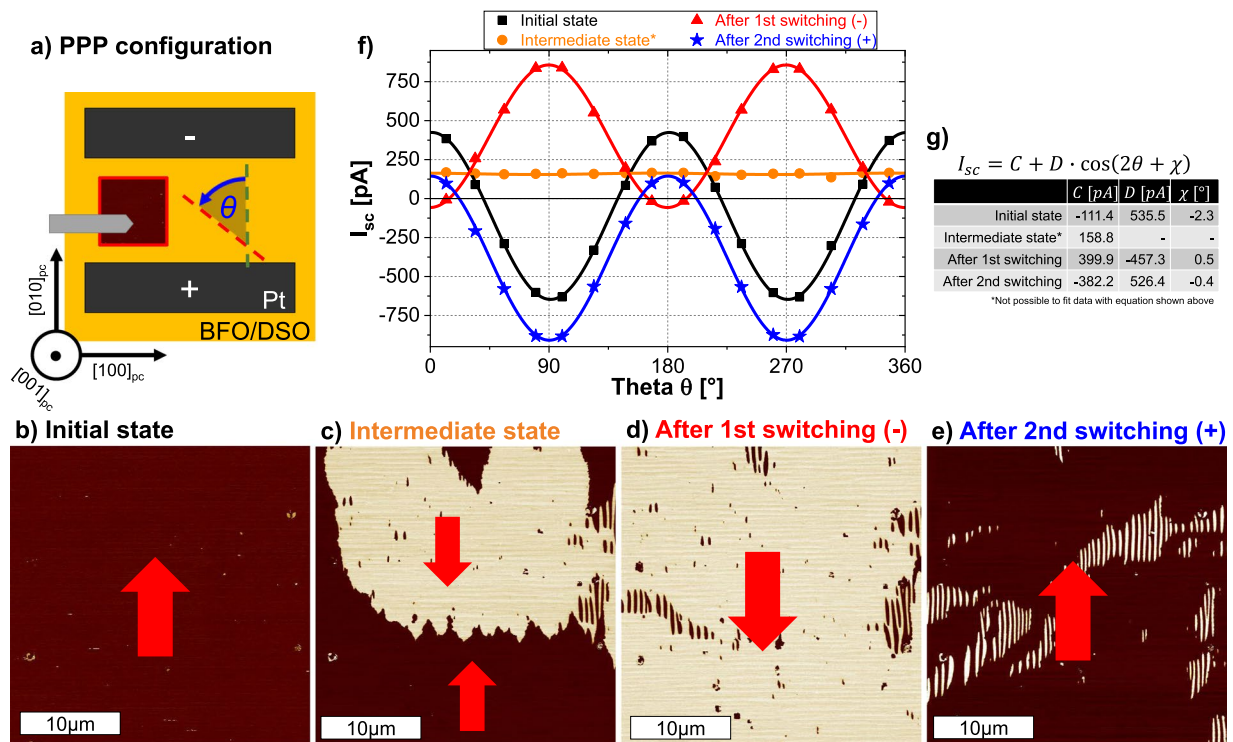 a) PPP configuration
-
θ
+
Pt
BFO/DSO
[010]pc
[001]pc
[100]pc
f)
Initial state
After 1st switching (-)
Intermediate state*
After 2nd switching (+)
Isc [pA]
750
500
250
0
-250
-500
-750
0 90 180 270 360
Theta θ [°]
g)
Isc = C + D · cos(2θ + χ)
C [pA] D [pA] χ [°]
Initial state -111.4 535.5 -2.3
Intermediate state* 158.8 - -
After 1st switching 399.9 -457.3 0.5
After 2nd switching -382.2 526.4 -0.4
*Not possible to fit data with equation shown above
b) Initial state
c) Intermediate state
d) After 1st switching (-)
e) After 2nd switching (+)
10µm
10µm
10µm
10µm